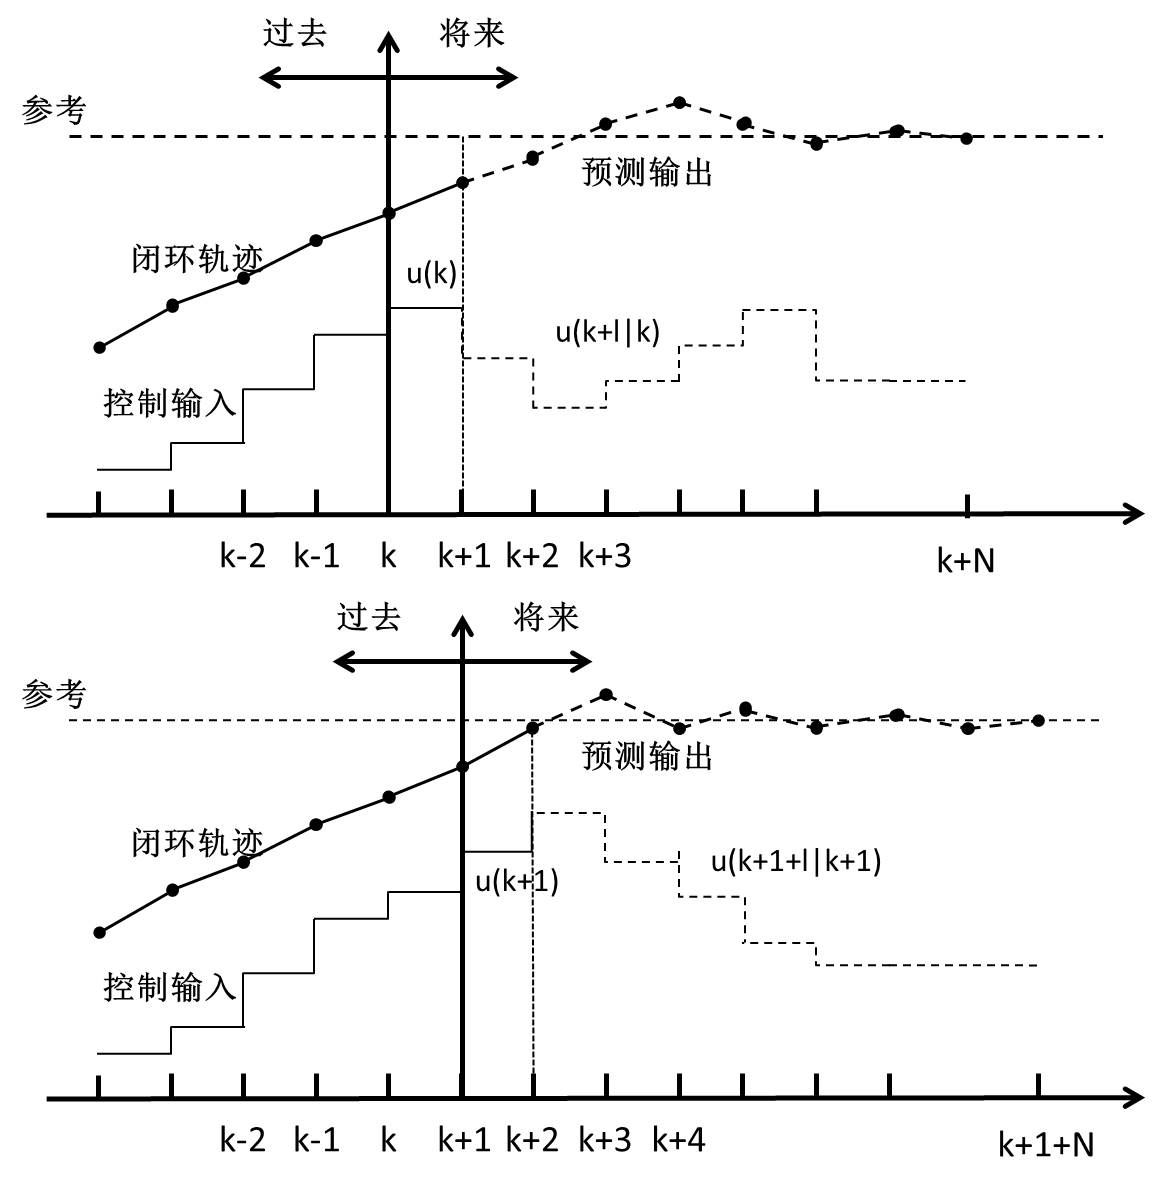 过去 将来
参考
预测输出
闭环轨迹
u(k)
u(k+l|k)
控制输入
k-2 k-1 k k+1 k+2 k+3 k+N
过去 将来
参考
预测输出
闭环轨迹
u(k+1+l|k+1)
u(k+1)
控制输入
k-2 k-1 k k+1 k+2 k+3 k+4 k+1+N